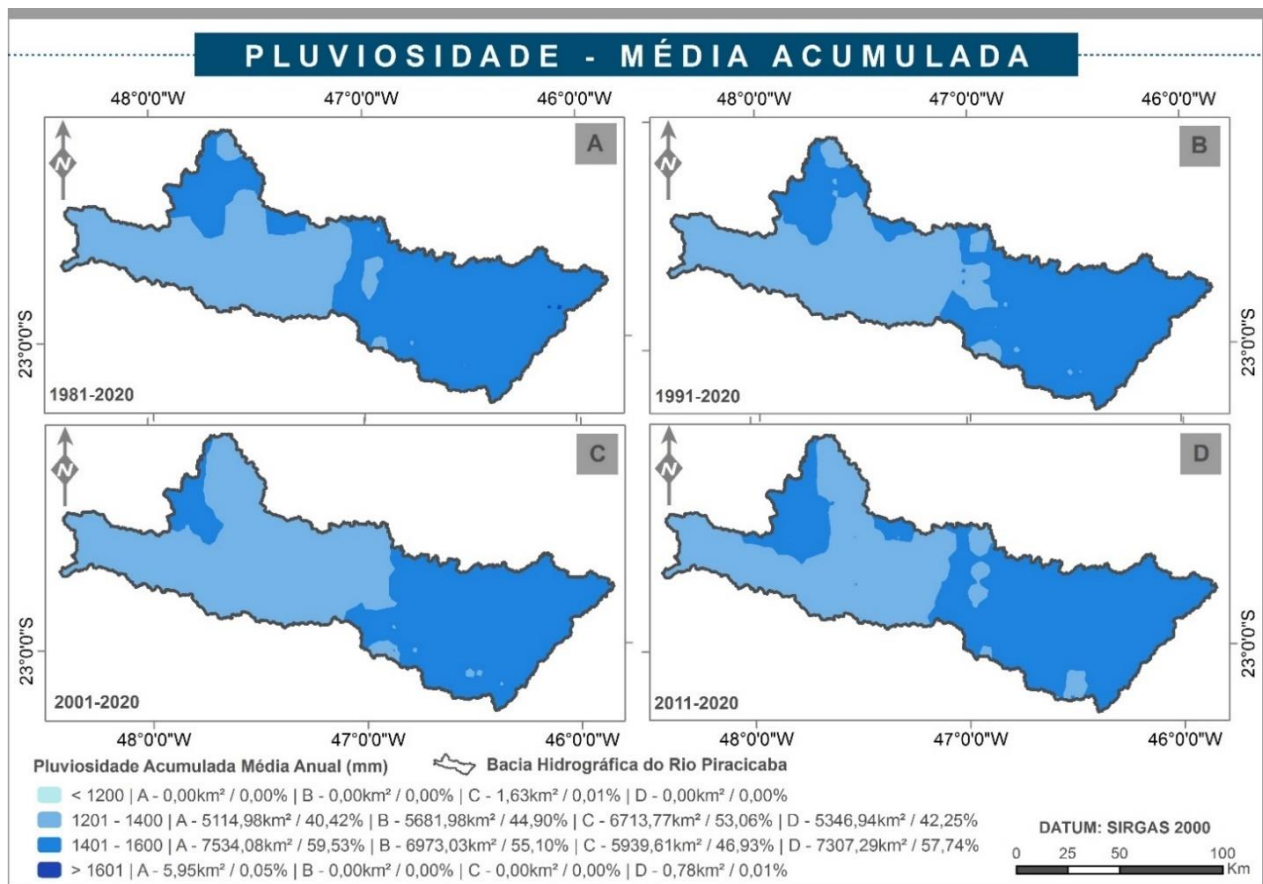 PLUVIOSIDADE - MÉDIA ACUMULADA
48°0'0"W 47°0'0"W 46°0'0"W 48°0'0"W 47°0'0"W 46°0'0"W
N A N B
23°0'0"S 23°0'0"S
1981-2020 1991-2020
N C N D
23°0'0"S 23°0'0"S
2001-2020 2011-2020
48°0'0"W 47°0'0"W 46°0'0"W 48°0'0"W 47°0'0"W 46°0'0"W
Pluviosidade Acumulada Média Anual (mm) Bacia Hidrográfica do Rio Piracicaba
< 1200 | A - 0,00km² / 0,00% | B - 0,00km² / 0,00% | C - 1,63km² / 0,01% | D - 0,00km² / 0,00%
1201 - 1400 | A - 5114,98km² / 40,42% | B - 5681,98km² / 44,90% | C - 6713,77km² / 53,06% | D - 5346,94km² / 42,25%
1401 - 1600 | A - 7534,08km² / 59,53% | B - 6973,03km² / 55,10% | C - 5939,61km² / 46,93% | D - 7307,29km² / 57,74%
> 1601 | A - 5,95km² / 0,05% | B - 0,00km² / 0,00% | C - 0,00km² / 0,00% | D - 0,78km² / 0,01%
DATUM: SIRGAS 2000
0 25 50 100
Km